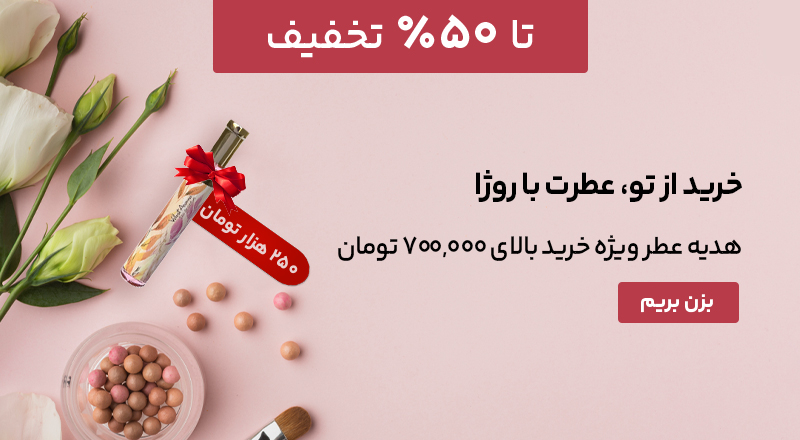 تا ۵۰% تخفیف
خرید از تو، عطرت با روژا
هدیه عطر ویژه خرید بالای ۷۰۰,۰۰۰ تومان
۲۵۰ هزار تومان
بزن بریم